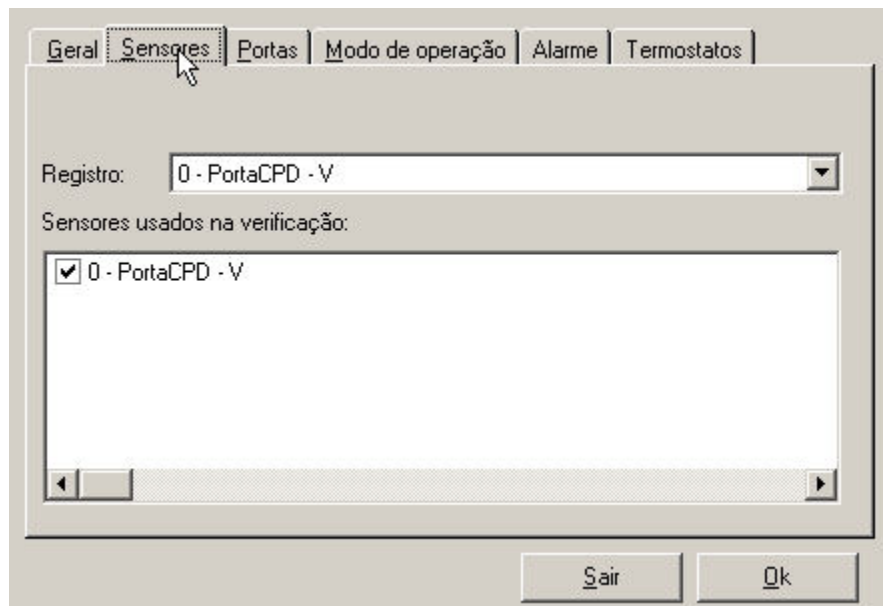 Geral Sensores Portas Modo de operação Alarme Termostatos
Registro: 0 - PortaCPD - V
Sensores usados na verificação:
0 - PortaCPD - V
Sair Ok